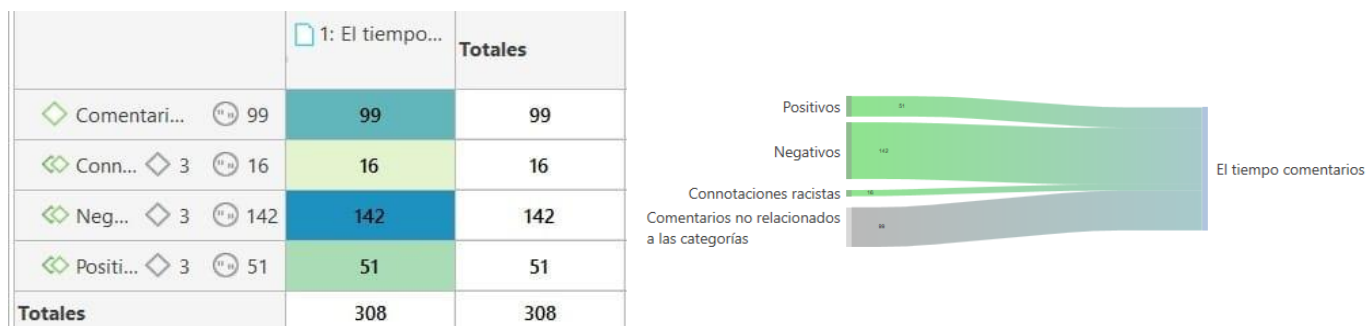 1: El tiempo...
Totales
Comentari... 99 99 99
Conn... 3 16 16 16
Neg... 3 142 142 142
Positi... 3 51 51 51
Totales 308 308
Positivos 51
Negativos 142
Connotaciones racistas 16
Comentarios no relacionados
a las categorías 99
El tiempo comentarios